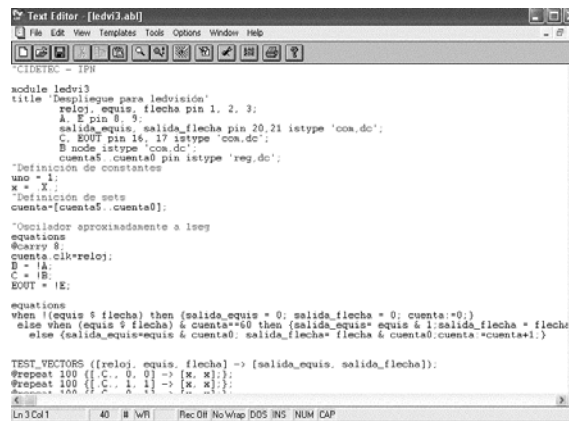 Text Editor - [ledvi3.abl]
File Edit View Templates Tools Options Window Help
"CIDETEC - IPN
module ledvi3
title 'Despliegue para ledvisión'
reloj, equis, flecha pin 1, 2, 3;
A, E pin 8, 9;
salida_equis, salida_flecha pin 20,21 istype 'com,dc';
C, EOUT pin 16, 17 istype 'com,dc';
B node istype 'com,dc';
cuenta5..cuenta0 pin istype 'reg,dc';
"Definición de constantes
uno = 1;
x = .X.;
"Definición de sets
cuenta=[cuenta5..cuenta0];
"Oscilador aproximadamente a 1seg
equations
@carry 8;
cuenta.clk=reloj;
B = !A;
C = !B;
EOUT = !E;
equations
when !(equis $ flecha) then {salida_equis = 0; salida_flecha = 0; cuenta:=0;}
else when (equis $ flecha) & cuenta==60 then {salida_equis= equis & 1;salida_flecha = flecha
else {salida_equis=equis & cuenta0; salida_flecha= flecha & cuenta0;cuenta:=cuenta+1;}
TEST_VECTORS ([reloj, equis, flecha] -> [salida_equis, salida_flecha]);
@repeat 100 {[.C., 0, 0] -> [x, x];};
@repeat 100 {[.C., 1, 1] -> [x, x];};
@repeat 100 {[.C., 0, 1] -> [x, x];};
Ln 3 Col 1 40 # WR Rec Off No Wrap DOS INS NUM CAP